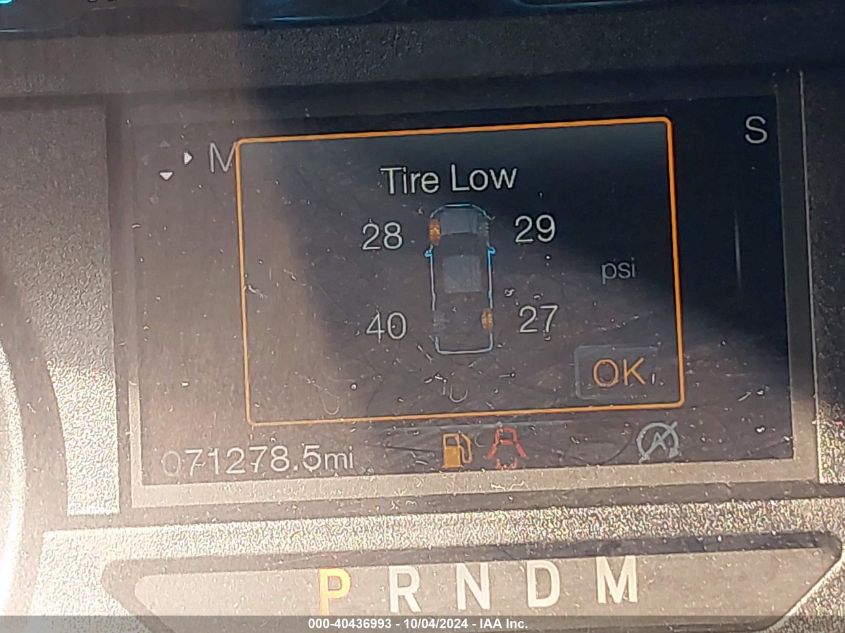 M
S
Tire Low
28
29
psi
40
27
OK
071278.5mi
P R N D M
000-40436993 - 10/04/2024 - IAA Inc.